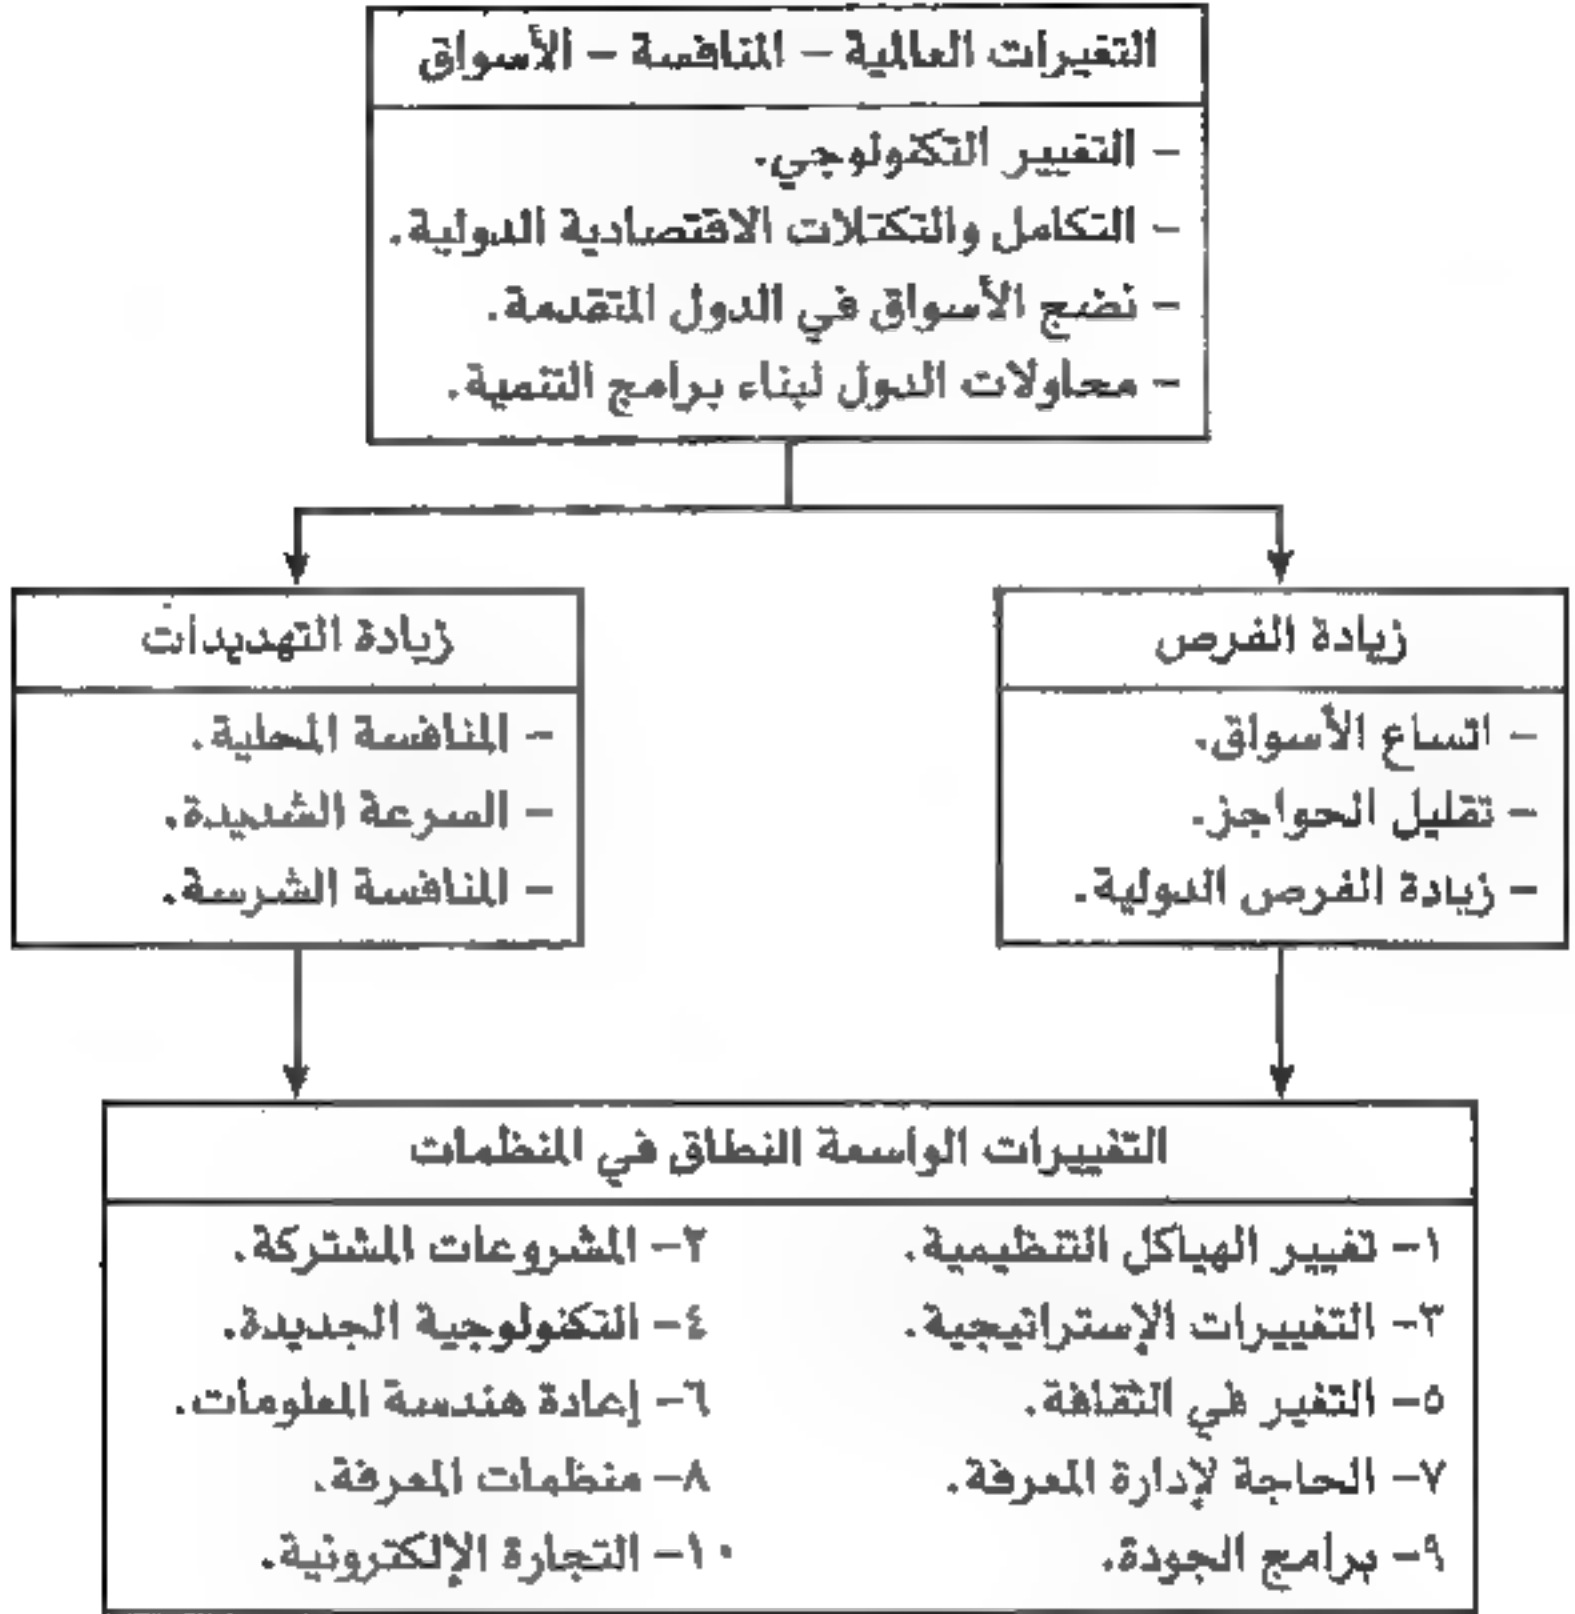 التغيرات العالمية – المنافسة – الأسواق
– التغيير التكنولوجي.
– التكامل والتكتلات الاقتصادية الدولية.
– نضج الأسواق في الدول المتقدمة.
– محاولات الدول لبناء برامج التنمية.
زيادة الفرص
– اتساع الأسواق.
– تقليل الحواجز.
– زيادة الفرص الدولية.
زيادة التهديدات
– المنافسة المحلية.
– السرعة الشديدة.
– المنافسة الشرسة.
التغييرات الواسعة النطاق في المنظمات
١– تغيير الهياكل التنظيمية.
٢– المشروعات المشتركة.
٣– التغييرات الإستراتيجية.
٤– التكنولوجية الجديدة.
٥– التغير في الثقافة.
٦– إعادة هندسة المعلومات.
٧– الحاجة لإدارة المعرفة.
٨– منظمات المعرفة.
٩– برامج الجودة.
١٠– التجارة الإلكترونية.